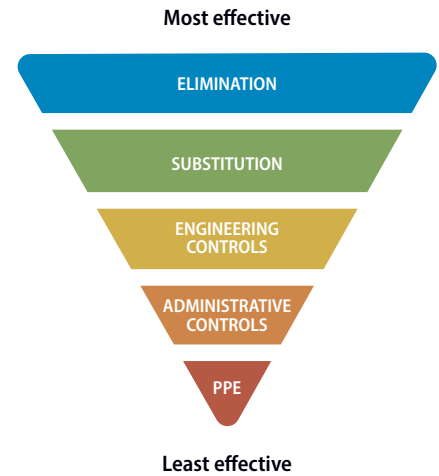 Most effective
ELIMINATION
SUBSTITUTION
ENGINEERING
CONTROLS
ADMINISTRATIVE
CONTROLS
PPE
Least effective